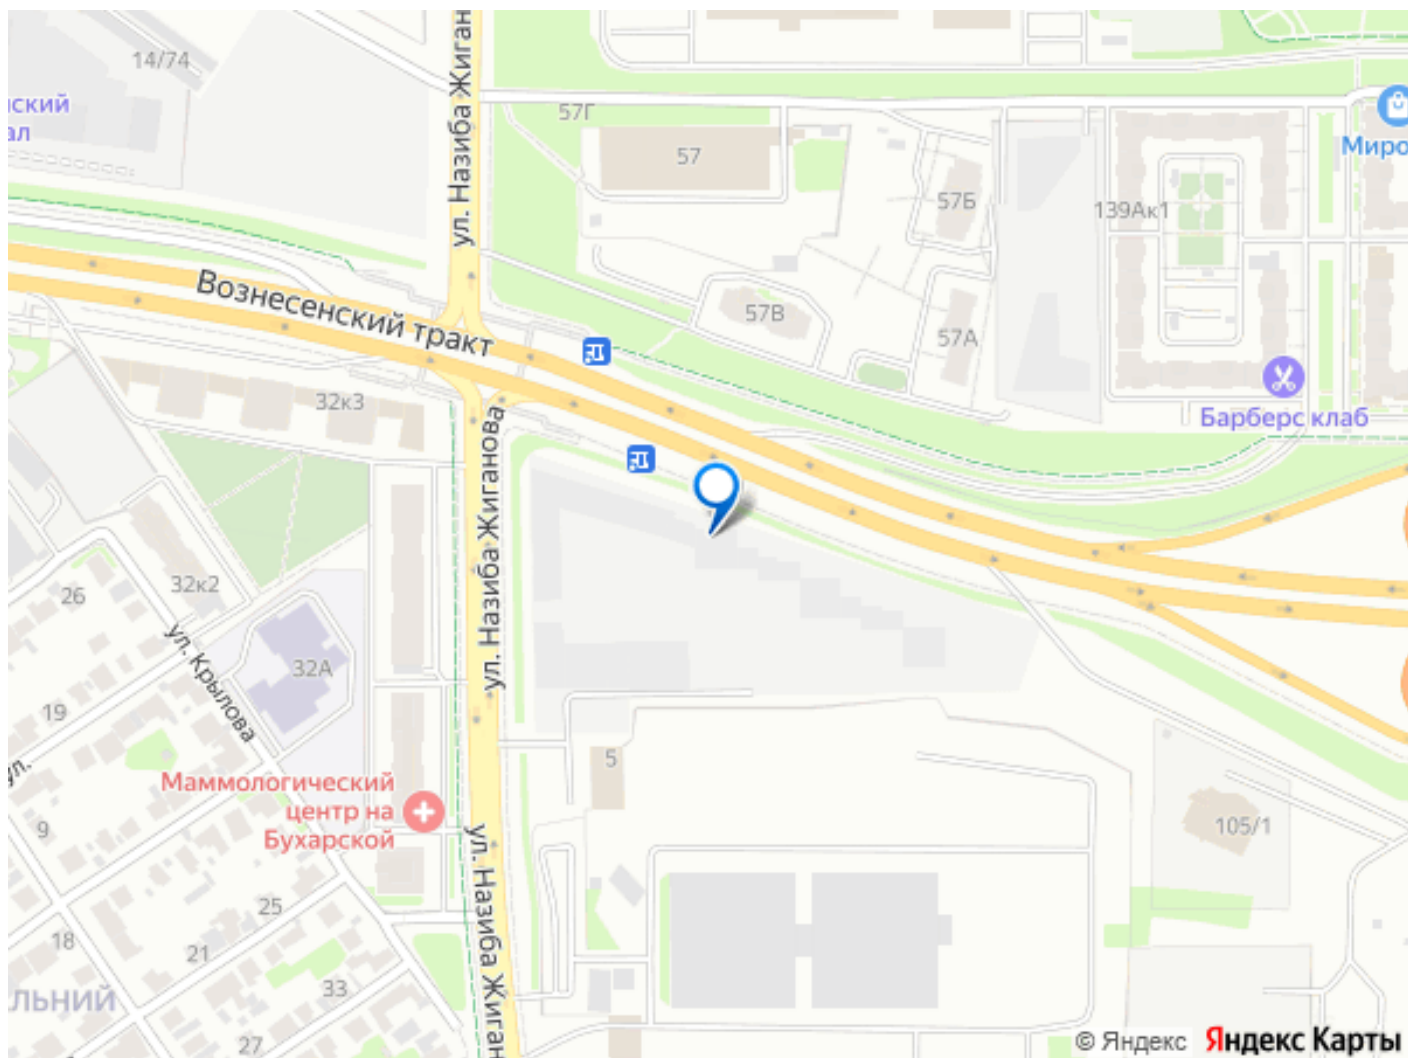 14/74
нский
ал
ул. Назиба Жиган
57Г
57
57Б
139Ак1
Миро
Вознесенский тракт
57В
57А
32к3
Барберс клаб
ул. Назиба Жиганова
32к2
26
ул. Крылова
32А
19
ул.
5
Маммологический
центр на
Бухарской
9
105/1
ул. Назиба Жиган
25
18
21
33
ЛЬНИЙ
27
© Яндекс Яндекс Карты